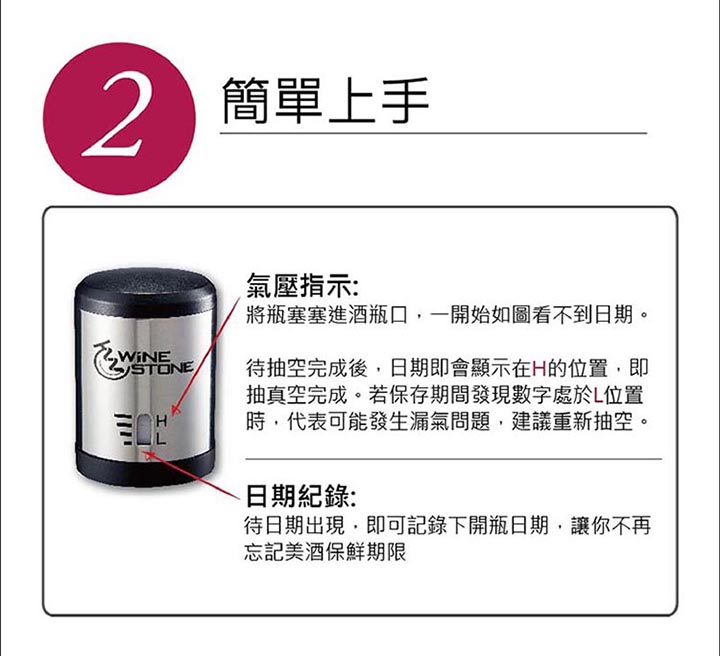 2
簡單上手
氣壓指示:
將瓶塞塞進酒瓶口，一開始如圖看不到日期。
待抽空完成後，日期即會顯示在H的位置，即
抽真空完成。若保存期間發現數字處於L位置
時，代表可能發生漏氣問題，建議重新抽空。
WINE
STONE
H
L
日期紀錄:
待日期出現，即可記錄下開瓶日期，讓你不再
忘記美酒保鮮期限